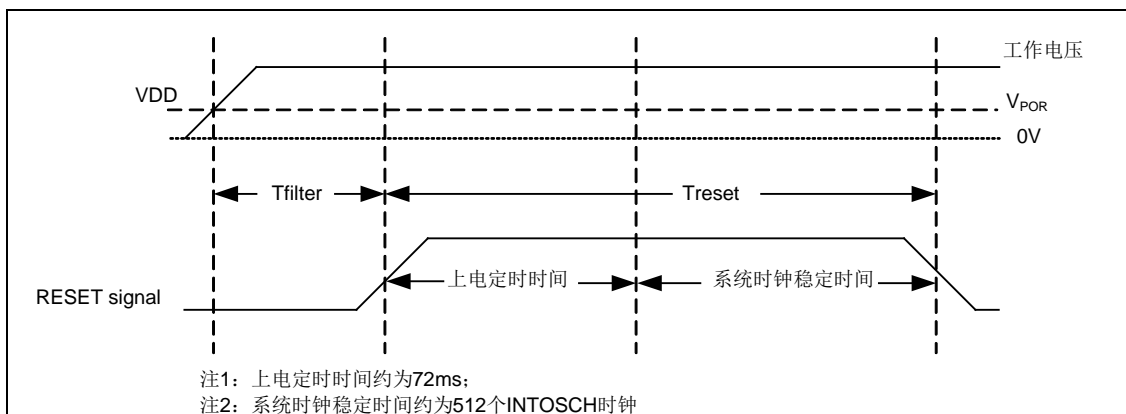 工作电压
VDD
VPOR
0V
Tfilter
Treset
上电定时时间
系统时钟稳定时间
RESET signal
注1：上电定时时间约为72ms；
注2：系统时钟稳定时间约为512个INTOSCH时钟